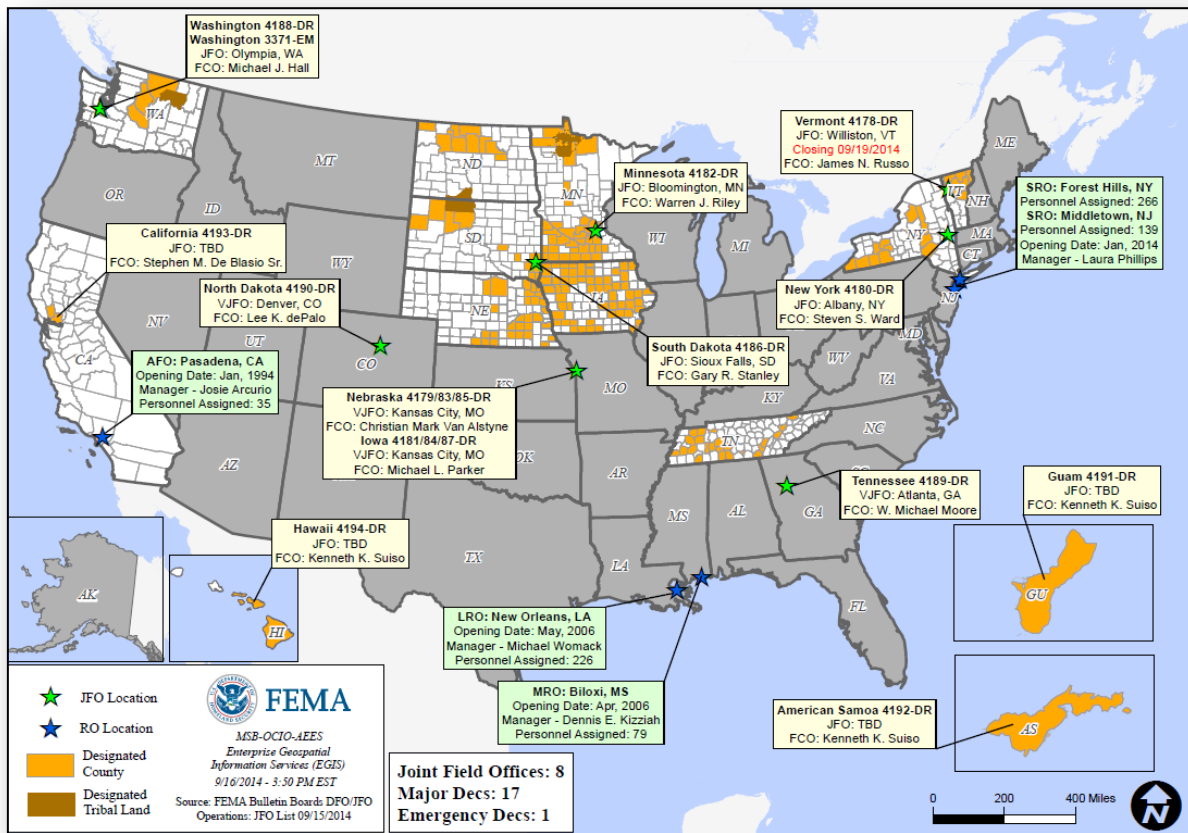 Washington 4188-DR
Washington 3371-EM
JFO: Olympia, WA
FCO: Michael J. Hall
Vermont 4178-DR
JFO: Williston, VT
Closing 09/19/2014
FCO: James N. Russo
Minnesota 4182-DR
JFO: Bloomington, MN
FCO: Warren J. Riley
SRO: Forest Hills, NY
Personnel Assigned: 266
SRO: Middletown, NJ
Personnel Assigned: 139
Opening Date: Jan, 2014
Manager - Laura Phillips
California 4193-DR
JFO: TBD
FCO: Stephen M. De Blasio Sr.
North Dakota 4190-DR
VJFO: Denver, CO
FCO: Lee K. dePalo
New York 4180-DR
JFO: Albany, NY
FCO: Steven S. Ward
South Dakota 4186-DR
JFO: Sioux Falls, SD
FCO: Gary R. Stanley
AFO: Pasadena, CA
Opening Date: Jan, 1994
Manager - Josie Arcurio
Personnel Assigned: 35
Nebraska 4179/83/85-DR
VJFO: Kansas City, MO
FCO: Christian Mark Van Alstyne
Iowa 4181/84/87-DR
VJFO: Kansas City, MO
FCO: Michael L. Parker
Tennessee 4189-DR
VJFO: Atlanta, GA
FCO: W. Michael Moore
Guam 4191-DR
JFO: TBD
FCO: Kenneth K. Suiso
Hawaii 4194-DR
JFO: TBD
FCO: Kenneth K. Suiso
LRO: New Orleans, LA
Opening Date: May, 2006
Manager - Michael Womack
Personnel Assigned: 226
MRO: Biloxi, MS
Opening Date: Apr, 2006
Manager - Dennis E. Kizziah
Personnel Assigned: 79
American Samoa 4192-DR
JFO: TBD
FCO: Kenneth K. Suiso
WA
OR
ID
MT
ND
MN
SD
WY
NE
IA
WI
MI
NY
VT
NH
ME
MA
CT
NJ
MD
NV
UT
CO
CA
AZ
KS
MO
OK
AR
KY
WV
VA
TN
NC
SC
GA
AL
MS
LA
TX
FL
AK
HI
GU
AS
JFO Location
RO Location
Designated
County
Designated
Tribal Land
FEMA
MSB-OCIO-AEES
Enterprise Geospatial
Information Services (EGIS)
9/16/2014 - 3:50 PM EST
Source: FEMA Bulletin Boards DFO/JFO
Operations: JFO List 09/15/2014
Joint Field Offices: 8
Major Decs: 17
Emergency Decs: 1
0 200 400 Miles
N